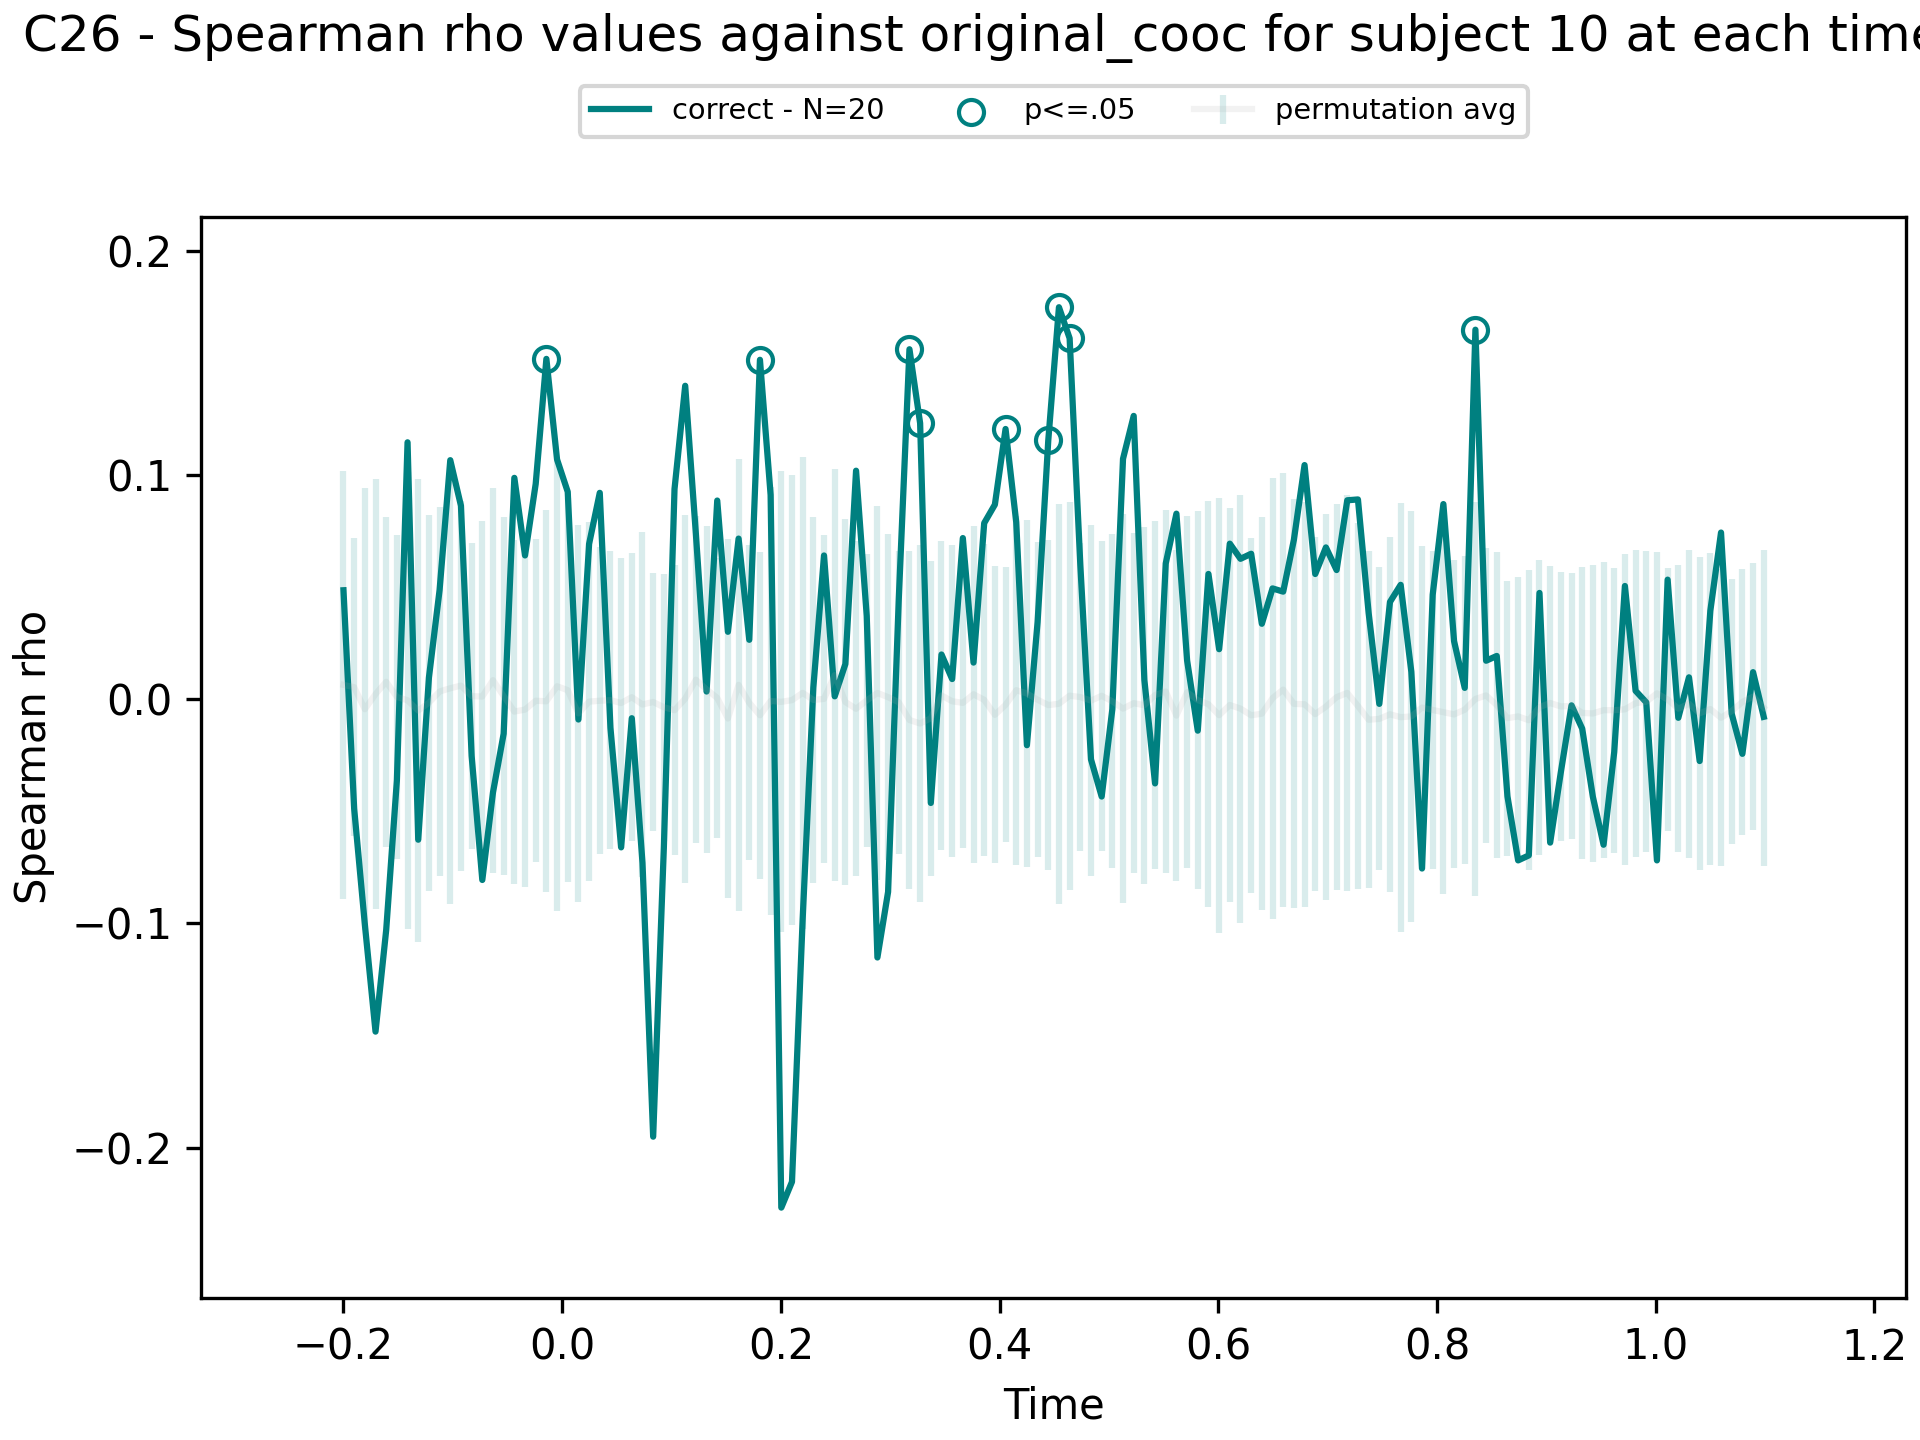 C26 - Spearman rho values against original_cooc for subject 10 at each time
correct - N=20 p<=.05 permutation avg
0.2
0.1
0.0
−0.1
−0.2
Spearman rho
−0.2 0.0 0.2 0.4 0.6 0.8 1.0 1.2
Time